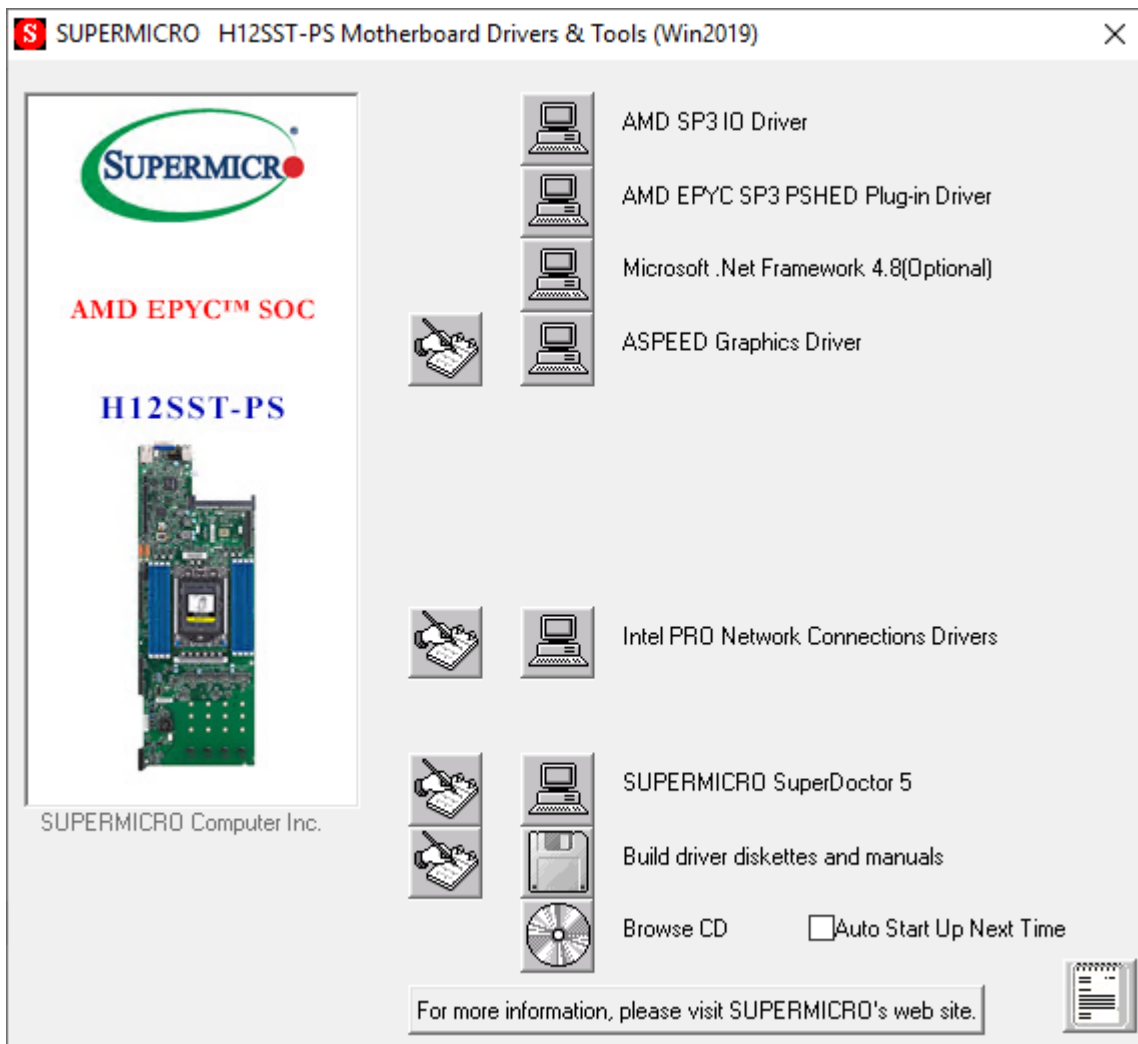 S SUPERMICRO H12SST-PS Motherboard Drivers & Tools (Win2019)
SUPERMICRO
AMD EPYC™ SOC
H12SST-PS
SUPERMICRO Computer Inc.
AMD SP3 IO Driver
AMD EPYC SP3 PSHED Plug-in Driver
Microsoft .Net Framework 4.8(Optional)
ASPEED Graphics Driver
Intel PRO Network Connections Drivers
SUPERMICRO SuperDoctor 5
Build driver diskettes and manuals
Browse CD
Auto Start Up Next Time
For more information, please visit SUPERMICRO's web site.